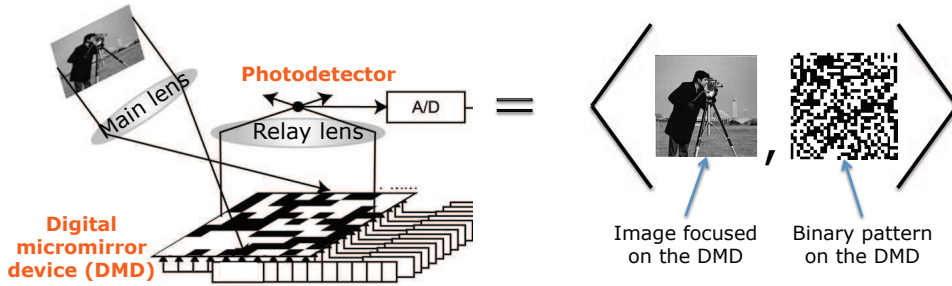 Main lens
Photodetector
A/D
Relay lens
Digital
micromirror
device (DMD)
=
,
Image focused
on the DMD
Binary pattern
on the DMD